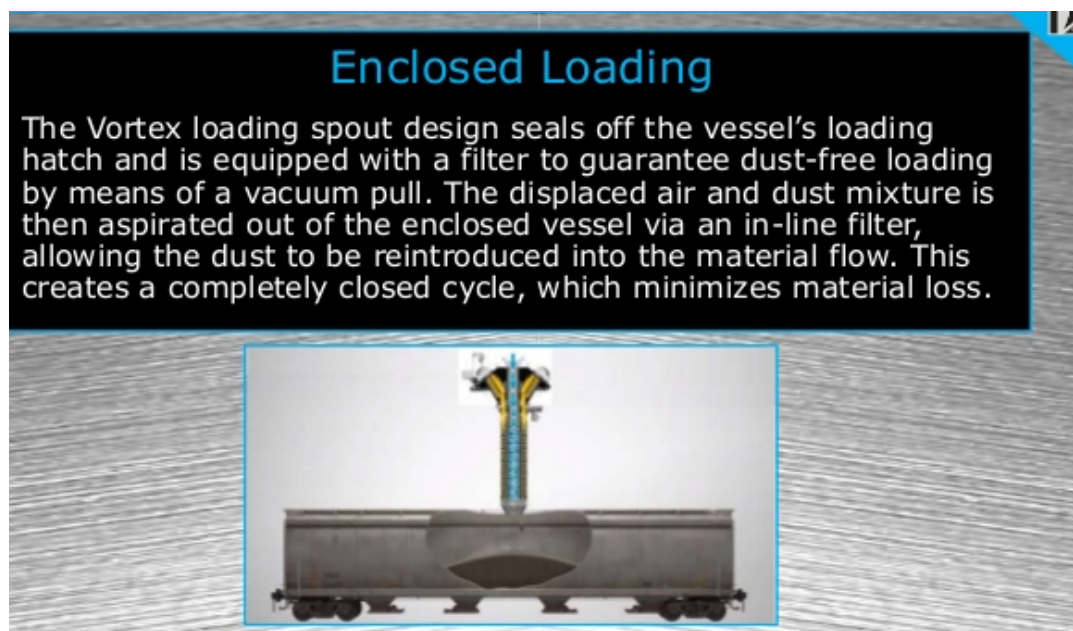 Enclosed Loading
The Vortex loading spout design seals off the vessel’s loading
hatch and is equipped with a filter to guarantee dust-free loading
by means of a vacuum pull. The displaced air and dust mixture is
then aspirated out of the enclosed vessel via an in-line filter,
allowing the dust to be reintroduced into the material flow. This
creates a completely closed cycle, which minimizes material loss.